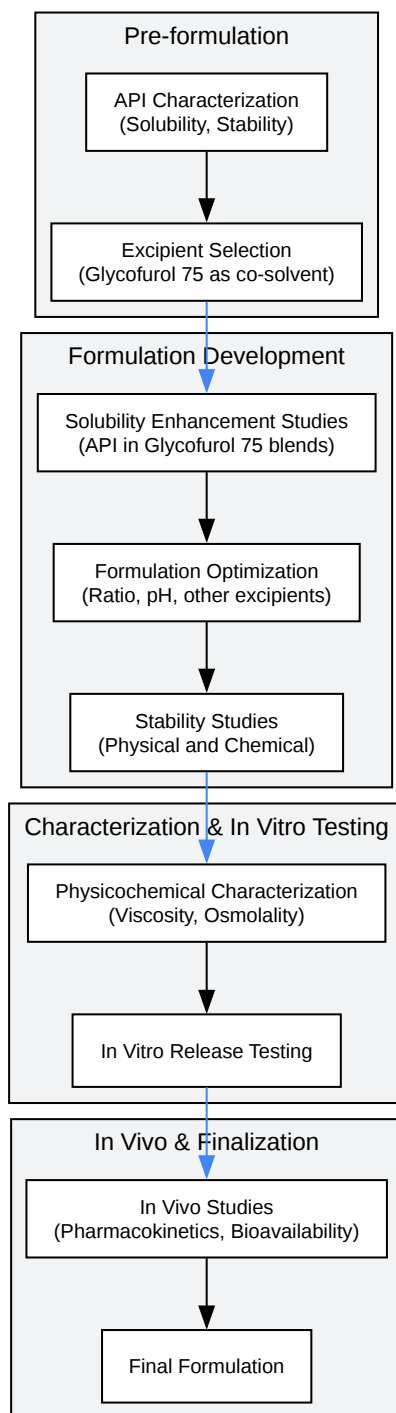 Pre-formulation
API Characterization
(Solubility, Stability)
Excipient Selection
(Glycofurol 75 as co-solvent)
Formulation Development
Solubility Enhancement Studies
(API in Glycofurol 75 blends)
Formulation Optimization
(Ratio, pH, other excipients)
Stability Studies
(Physical and Chemical)
Characterization & In Vitro Testing
Physicochemical Characterization
(Viscosity, Osmolality)
In Vitro Release Testing
In Vivo & Finalization
In Vivo Studies
(Pharmacokinetics, Bioavailability)
Final Formulation